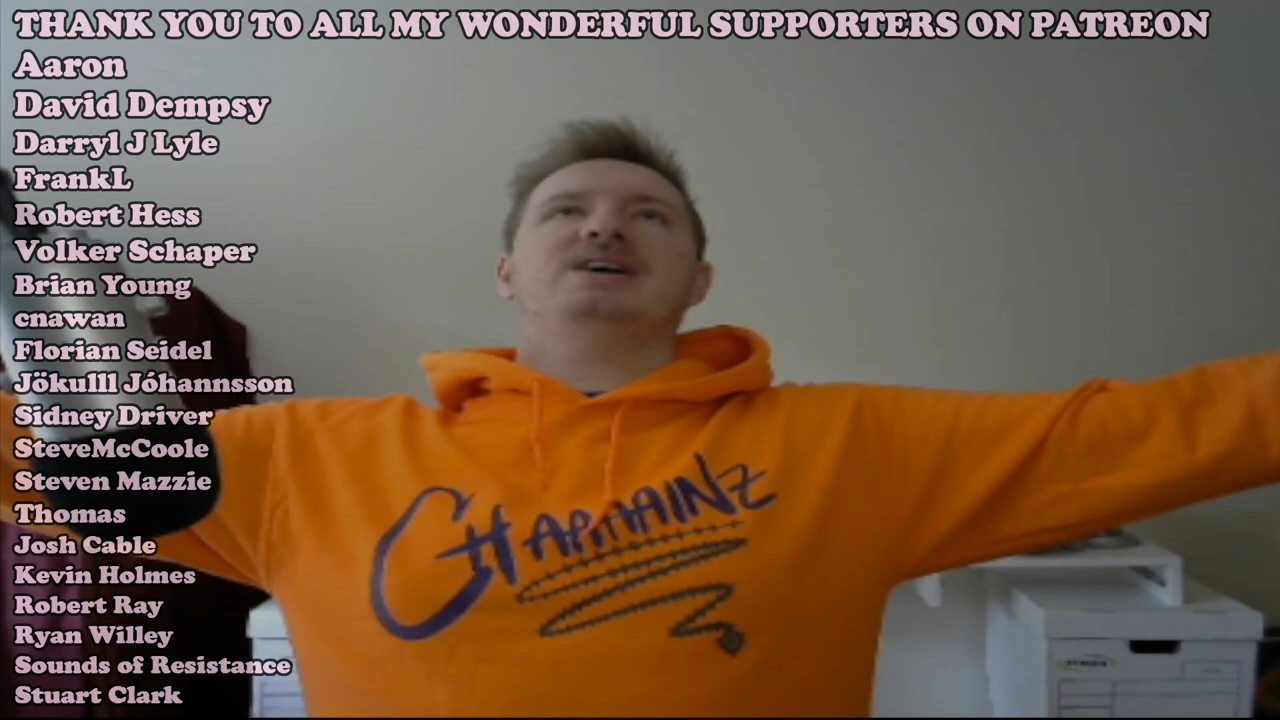 THANK YOU TO ALL MY WONDERFUL SUPPORTERS ON PATREON
Aaron
David Dempsy
Darryl J Lyle
FrankL
Robert Hess
Volker Schaper
Brian Young
cnawan
Florian Seidel
Jökulll Jóhannsson
Sidney Driver
SteveMcCoole
Steven Mazzie
Thomas
Josh Cable
Kevin Holmes
Robert Ray
Ryan Willey
Sounds of Resistance
Stuart Clark
CHAPMAINZ